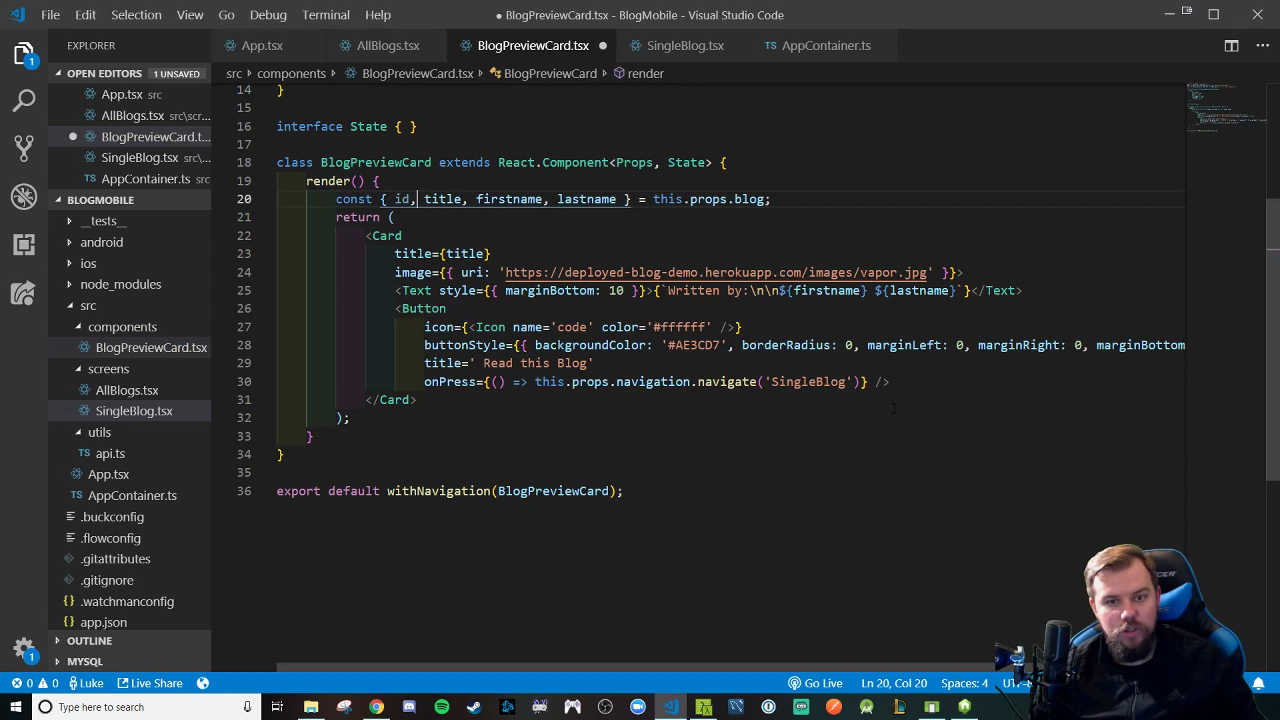 File Edit Selection View Go Debug Terminal Help
● BlogPreviewCard.tsx - BlogMobile - Visual Studio Code
EXPLORER
App.tsx
AllBlogs.tsx
BlogPreviewCard.tsx ●
SingleBlog.tsx
TS AppContainer.ts
src > components > BlogPreviewCard.tsx > BlogPreviewCard > render
OPEN EDITORS 1 UNSAVED
App.tsx src
AllBlogs.tsx src\scr...
● BlogPreviewCard.t...
SingleBlog.tsx src\...
AppContainer.ts src
BLOGMOBILE
__tests__
android
ios
node_modules
src
components
BlogPreviewCard.tsx
screens
AllBlogs.tsx
SingleBlog.tsx
utils
TS api.ts
App.tsx
TS AppContainer.ts
.buckconfig
.flowconfig
.gitattributes
.gitignore
.watchmanconfig
{} app.json
OUTLINE
MYSQL
14 }
15
16 interface State { }
17
18 class BlogPreviewCard extends React.Component<Props, State> {
19 render() {
20 const { id, title, firstname, lastname } = this.props.blog;
21 return (
22 <Card
23 title={title}
24 image={{ uri: 'https://deployed-blog-demo.herokuapp.com/images/vapor.jpg' }}>
25 <Text style={{ marginBottom: 10 }}>{`Written by:\n\n${firstname} ${lastname}`}</Text>
26 <Button
27 icon={<Icon name='code' color='#ffffff' />}
28 buttonStyle={{ backgroundColor: '#AE3CD7', borderRadius: 0, marginLeft: 0, marginRight: 0, marginBottom
29 title=' Read this Blog'
30 onPress={() => this.props.navigation.navigate('SingleBlog')} />
31 </Card>
32 );
33 }
34 }
35
36 export default withNavigation(BlogPreviewCard);
1
1
0 0 Luke Live Share
Go Live Ln 20, Col 20 Spaces: 4 UTF-8
Type here to search